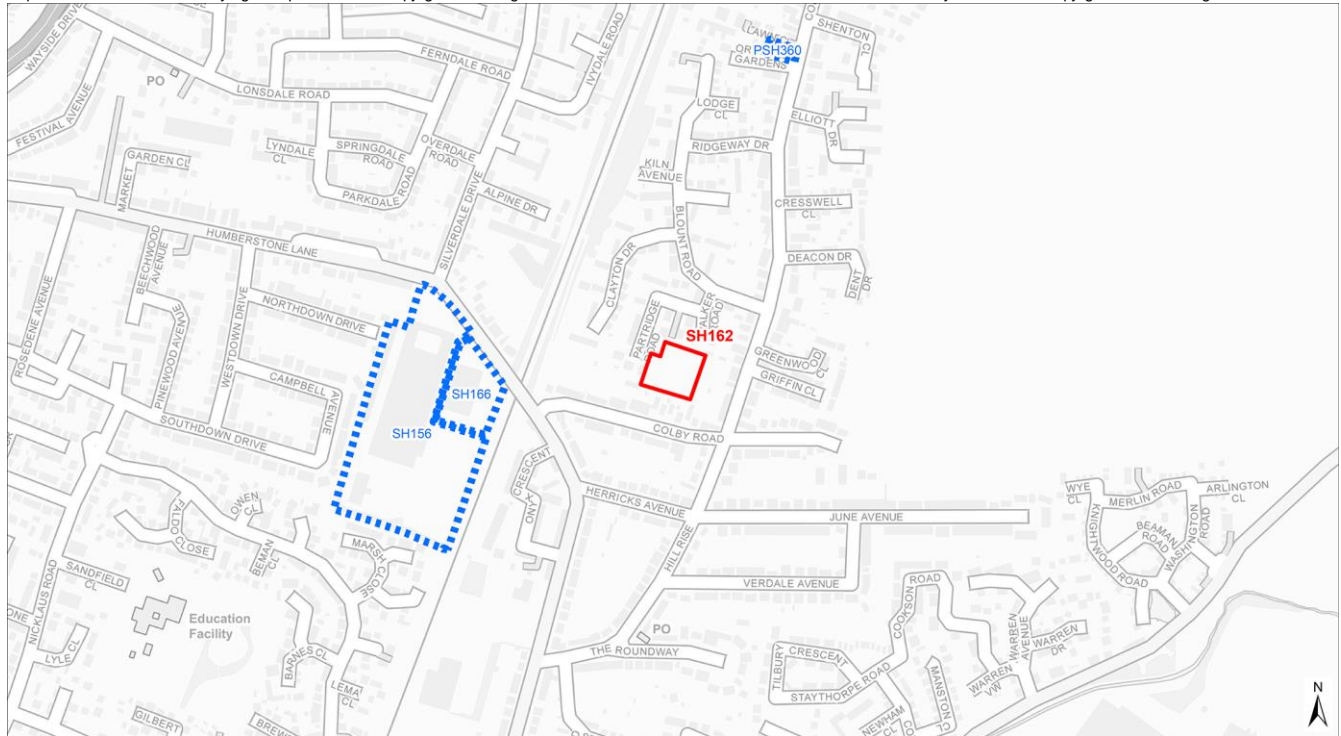 WAYSIDE DRIVE
PO
FERNDALE ROAD
LONSDALE ROAD
IVYDALE ROAD
FESTIVAL AVENUE
LYNDALE
CL
SPRINGDALE
ROAD
OVERDALE
ROAD
PARKDALE ROAD
GARDEN CL
MARKET
ALPINE DR
SILVERDALE DRIVE
HUMBERSTONE LANE
BEECHWOOD
AVENUE
ROSEDENE AVENUE
PINEWOOD AVENUE
WESTDOWN DRIVE
NORTHDOWN DRIVE
CAMPBELL
AVENUE
SOUTHDOWN DRIVE
SHENTON
CL
PSH360
GARDENS
LODGE
CL
ELLIOTT
DR
RIDGEWAY DR
KILN
AVENUE
BLOUNT ROAD
CRESSWELL
CL
CLAYTON DR
DEACON DR
DENT
DR
PARTRIDGE
ROAD
ROAD
SH162
GREENWOOD
CL
GRIFFIN CL
SH166
SH156
COLBY ROAD
CRESCENT
ONYX
HERRICKS AVENUE
JUNE AVENUE
HILL RISE
VERDALE AVENUE
PO
THE ROUNDWAY
OWEN
CL
FALDO CLOSE
BEMAN
CL
MARSH CLOSE
SANDFIELD
CL
NICKLAUS ROAD
Education
Facility
LYLE CL
BARNES CL
LEMA
CL
GILBERT
WYE
CL
MERLIN ROAD
ARLINGTON
CL
KNIGHTWOOD ROAD
BEAMAN
ROAD
WASHINGTON
ROAD
COOKSON ROAD
TILBURY
CRESCENT
STAYTHORPE ROAD
MANSTON
CL
NEWHAM
CL
WARREN
AVENUE
WARREN
DR
WARREN
VW
N